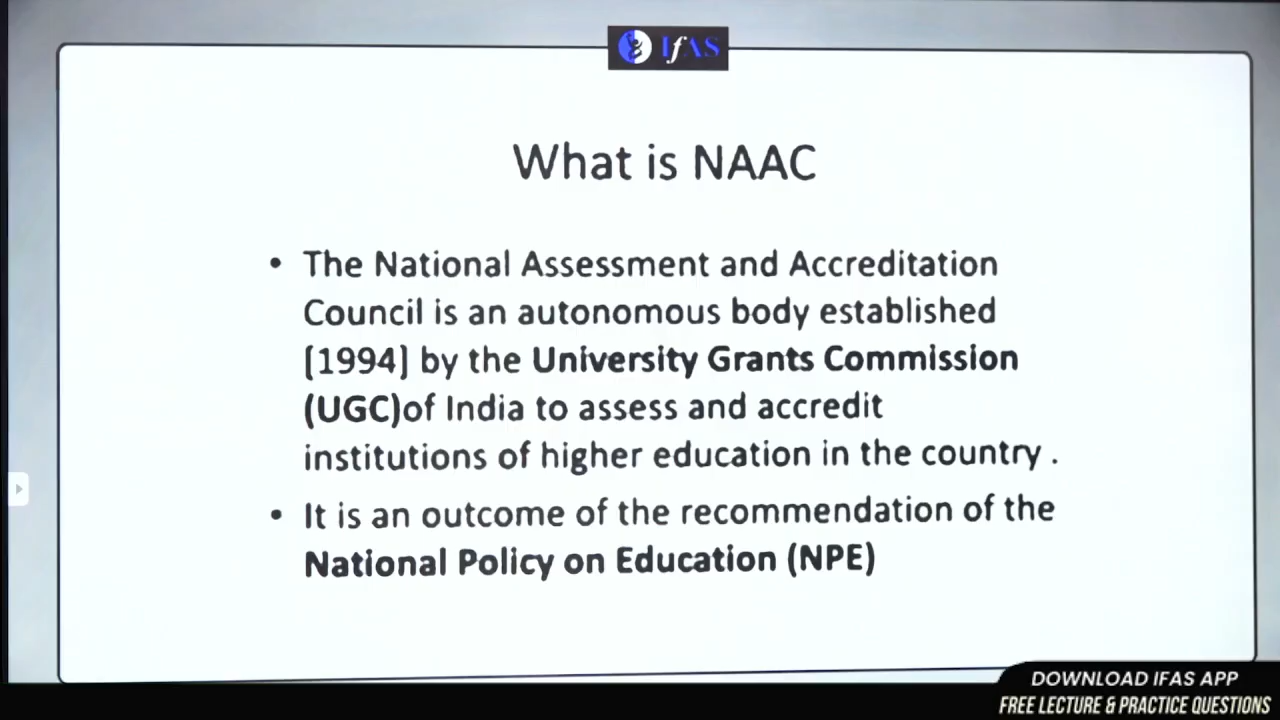 IfAS
What is NAAC
• The National Assessment and Accreditation
Council is an autonomous body established
[1994] by the University Grants Commission
(UGC)of India to assess and accredit
institutions of higher education in the country .
• It is an outcome of the recommendation of the
National Policy on Education (NPE)
DOWNLOAD IFAS APP
FREE LECTURE & PRACTICE QUESTIONS